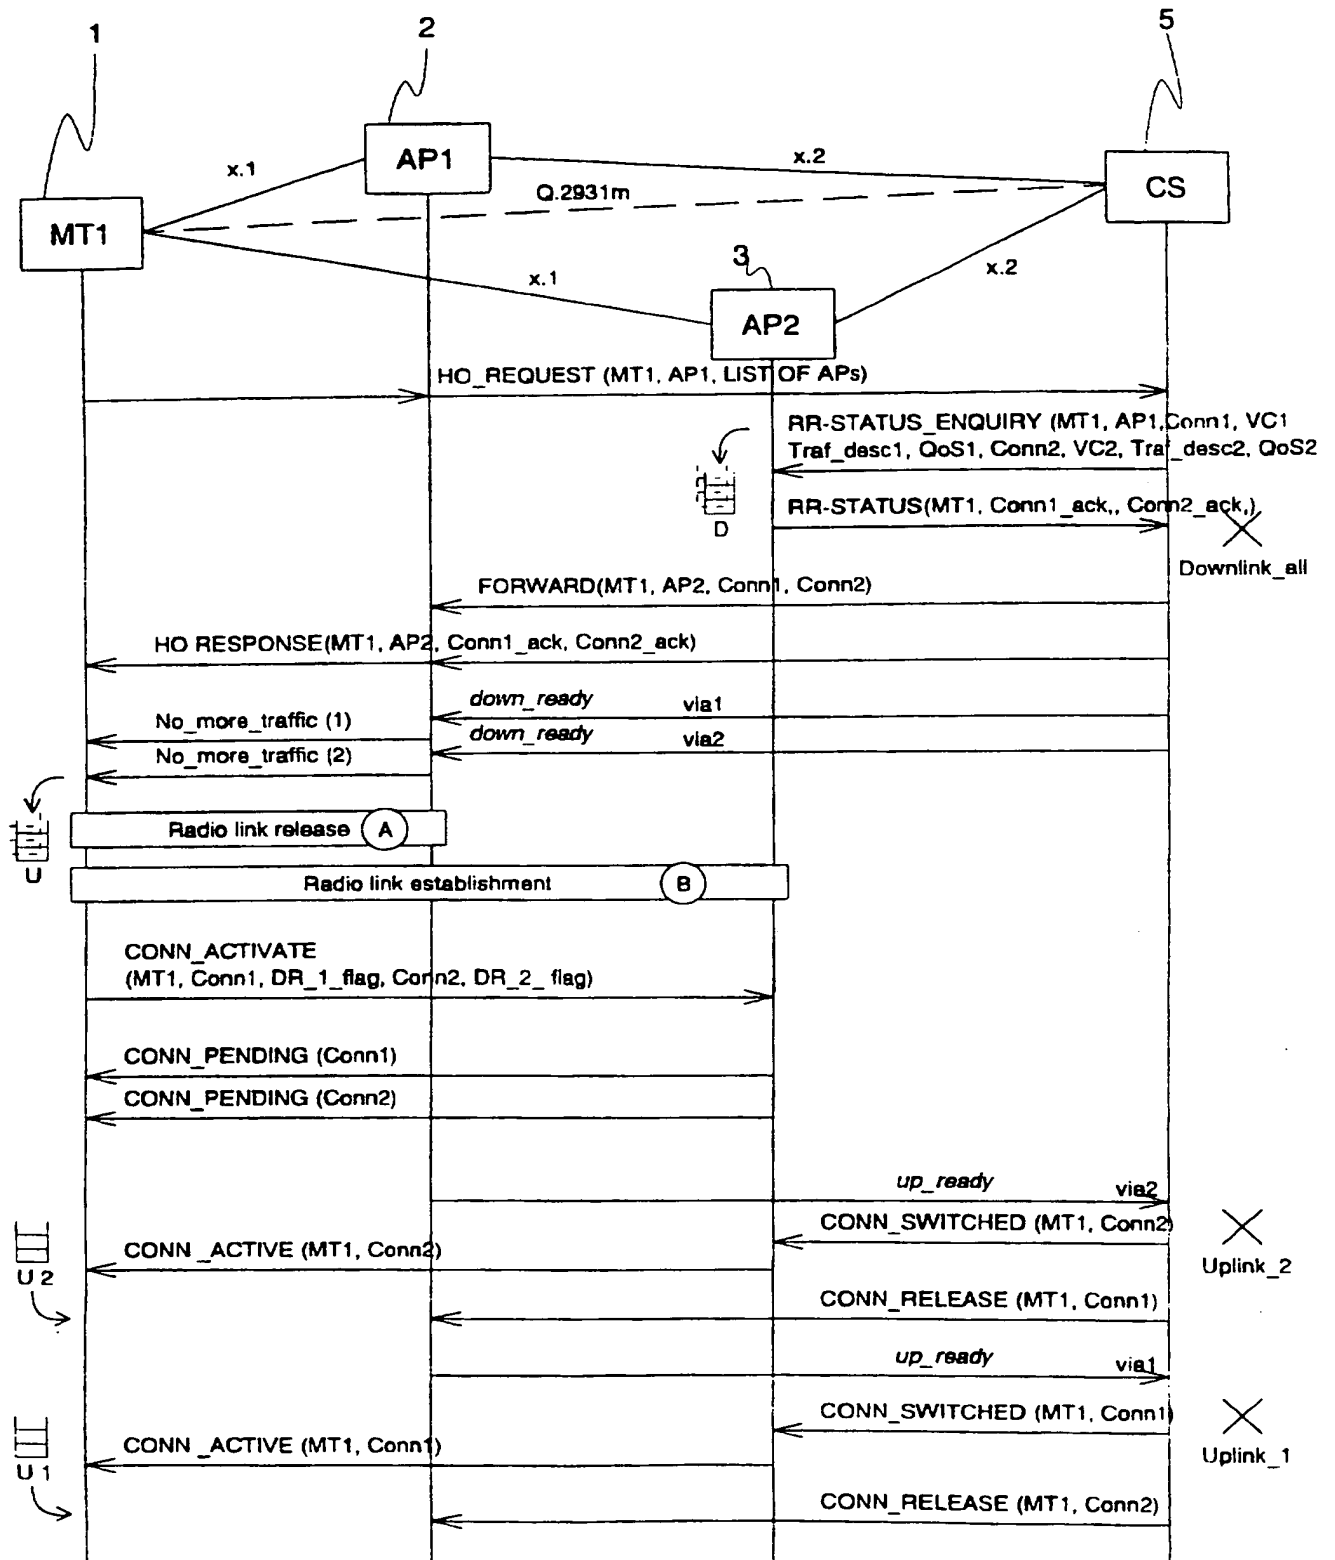 1
2
5
AP1
x.1
x.2
CS
Q.2931m
MT1
3
x.1
x.2
AP2
HO_REQUEST (MT1, AP1, LIST OF APs)
RR-STATUS_ENQUIRY (MT1, AP1,Conn1, VC1
Traf_desc1, QoS1, Conn2, VC2, Traf_desc2, QoS2
D
RR-STATUS(MT1, Conn1_ack,, Conn2_ack,)
Downlink_all
FORWARD(MT1, AP2, Conn1, Conn2)
HO RESPONSE(MT1, AP2, Conn1_ack, Conn2_ack)
down_ready via1
No_more_traffic (1)
down_ready via2
No_more_traffic (2)
Radio link release A
U
Radio link establishment B
CONN_ACTIVATE
(MT1, Conn1, DR_1_flag, Conn2, DR_2_ flag)
CONN_PENDING (Conn1)
CONN_PENDING (Conn2)
up_ready via2
CONN_SWITCHED (MT1, Conn2)
CONN _ACTIVE (MT1, Conn2)
Uplink_2
U 2
CONN_RELEASE (MT1, Conn1)
up_ready via1
CONN_SWITCHED (MT1, Conn1)
CONN _ACTIVE (MT1, Conn1)
Uplink_1
U 1
CONN_RELEASE (MT1, Conn2)